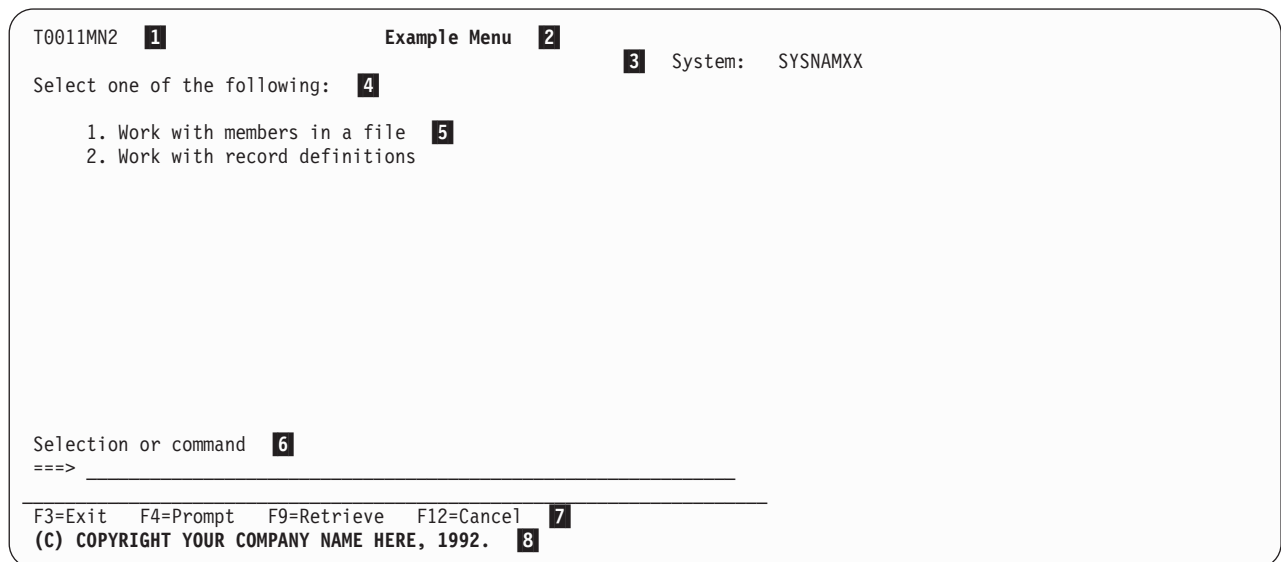 T0011MN2 1 Example Menu 2
3 System: SYSNAMXX
Select one of the following: 4
1. Work with members in a file 5
2. Work with record definitions
Selection or command 6
===> 
F3=Exit F4=Prompt F9=Retrieve F12=Cancel 7
(C) COPYRIGHT YOUR COMPANY NAME HERE, 1992. 8